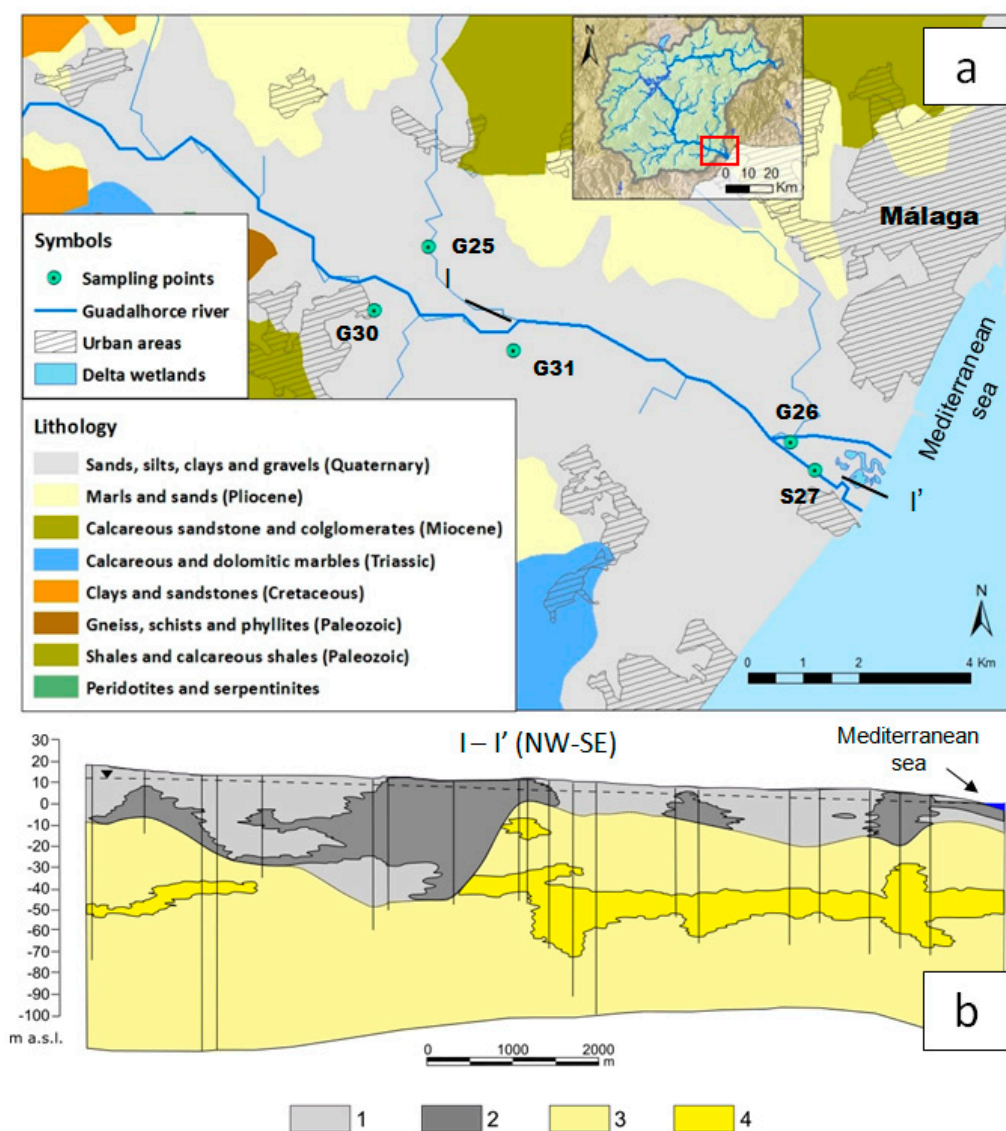 a
N
0 10 20
Km
Málaga
Symbols
Sampling points
Guadalhorce river
Urban areas
Delta wetlands
G25
I
G30
G31
G26
S27
I'
Mediterranean
sea
Lithology
Sands, silts, clays and gravels (Quaternary)
Marls and sands (Pliocene)
Calcareous sandstone and colglomerates (Miocene)
Calcareous and dolomitic marbles (Triassic)
Clays and sandstones (Cretaceous)
Gneiss, schists and phyllites (Paleozoic)
Shales and calcareous shales (Paleozoic)
Peridotites and serpentinites
N
0 1 2 4 Km
I – I' (NW-SE)
Mediterranean
sea
30
20
10
0
-10
-20
-30
-40
-50
-60
-70
-80
-90
-100
m a.s.l.
0 1000 2000
m
b
1 2 3 4